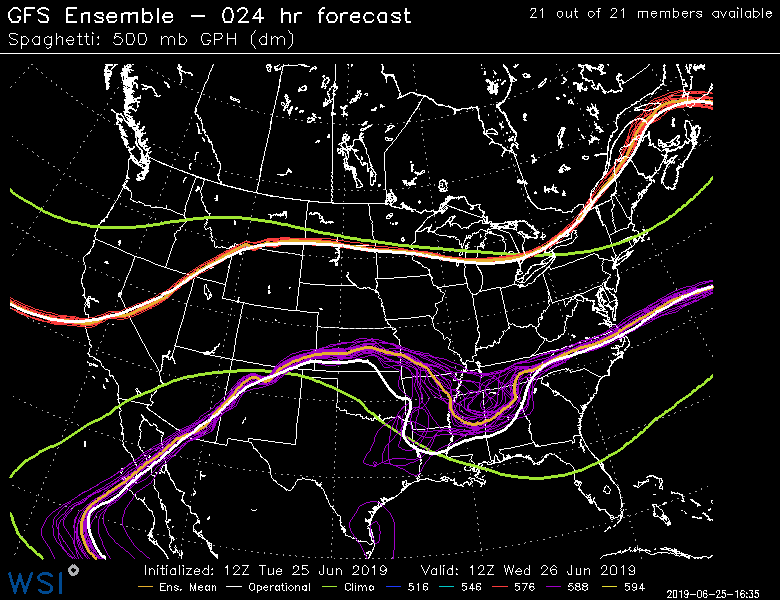 GFS Ensemble – 024 hr forecast
21 out of 21 members available
Spaghetti: 500 mb GPH (dm)
Initialized: 12Z Tue 25 Jun 2019 Valid: 12Z Wed 26 Jun 2019
WSI
Ens. Mean Operational Climo 516 546 576 588 594
2019-06-25-16:35